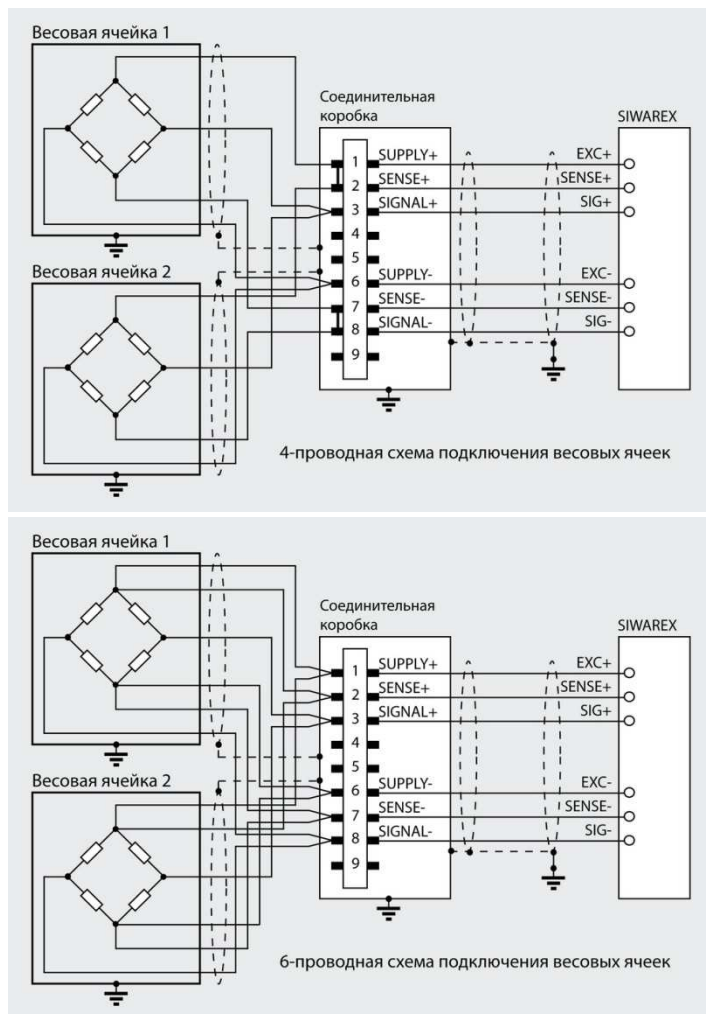 Весовая ячейка 1
Соединительная
коробка
SIWAREX
1 SUPPLY+ EXC+
2 SENSE+ SENSE+
3 SIGNAL+ SIG+
4
5
Весовая ячейка 2
6 SUPPLY- EXC-
7 SENSE- SENSE-
8 SIGNAL- SIG-
9
4-проводная схема подключения весовых ячеек
Весовая ячейка 1
Соединительная
коробка
SIWAREX
1 SUPPLY+ EXC+
2 SENSE+ SENSE+
3 SIGNAL+ SIG+
4
5
Весовая ячейка 2
6 SUPPLY- EXC-
7 SENSE- SENSE-
8 SIGNAL- SIG-
9
6-проводная схема подключения весовых ячеек